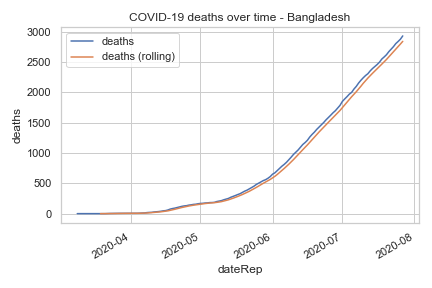 COVID-19 deaths over time - Bangladesh
deaths
deaths (rolling)
3000
2500
2000
1500
1000
500
0
deaths
2020-04
2020-05
2020-06
2020-07
2020-08
dateRep